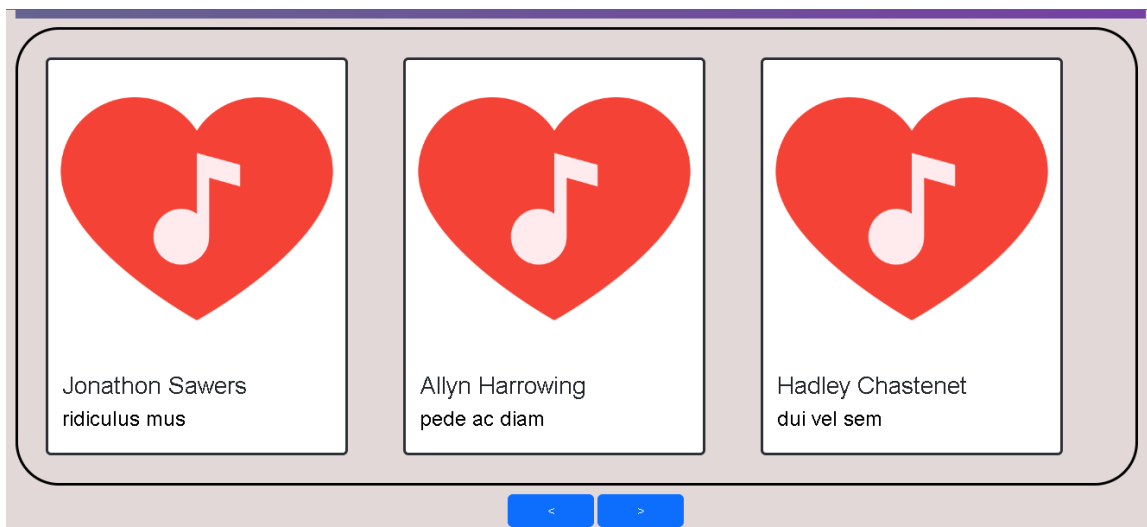 Jonathon Sawers
ridiculus mus
Allyn Harrowing
pede ac diam
Hadley Chastenet
dui vel sem
< >